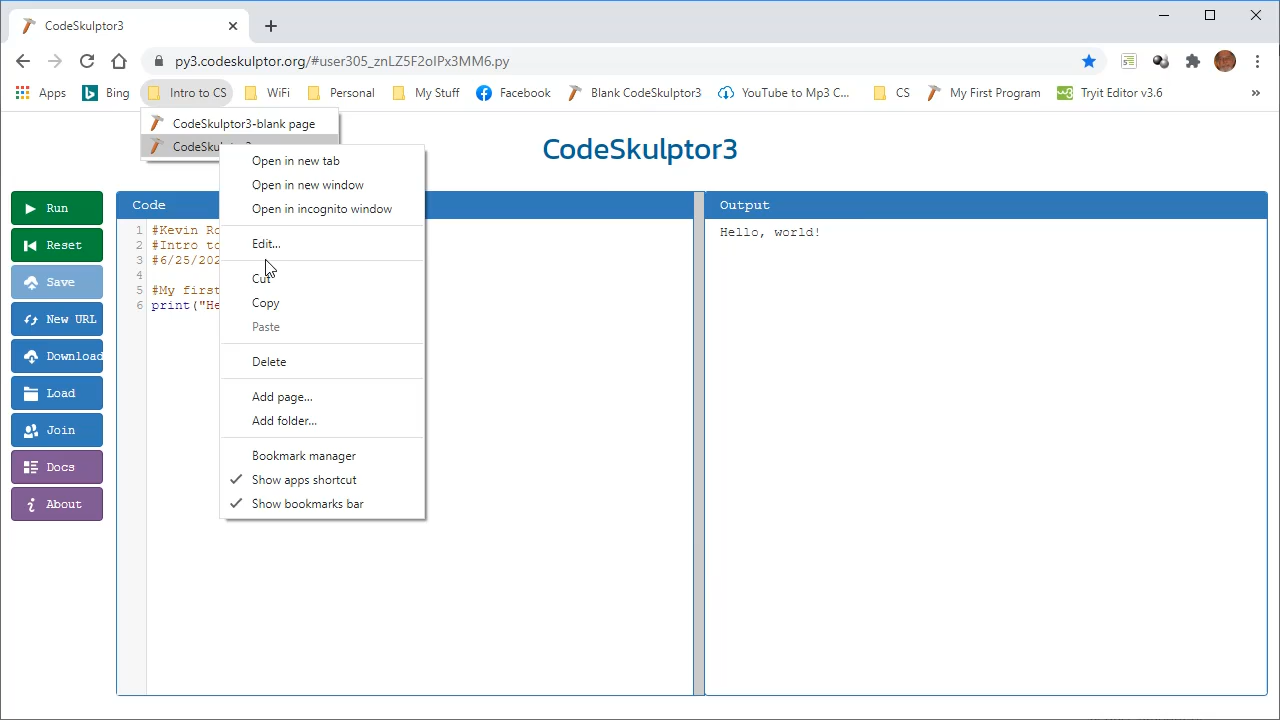 CodeSkulptor3
py3.codeskulptor.org/#user305_znLZ5F2oIPx3MM6.py
Apps
Bing
Intro to CS
WiFi
Personal
My Stuff
Facebook
Blank CodeSkulptor
YouTube to Mp3 C...
CS
My First Program
Tryit Editor v3.6
»
CodeSkulptor3-blank page
CodeSkulptor3
Open in new tab
Open in new window
Open in incognito window
Edit...
Cut
Copy
Paste
Delete
Add page...
Add folder...
Bookmark manager
Show apps shortcut
Show bookmarks bar
CodeSkulptor3
Run
Reset
Save
New URL
Download
Load
Join
Docs
About
Code
1 #Kevin Ro
2 #Intro to
3 #6/25/202
4
5 #My first
6 print("He
Output
Hello, world!